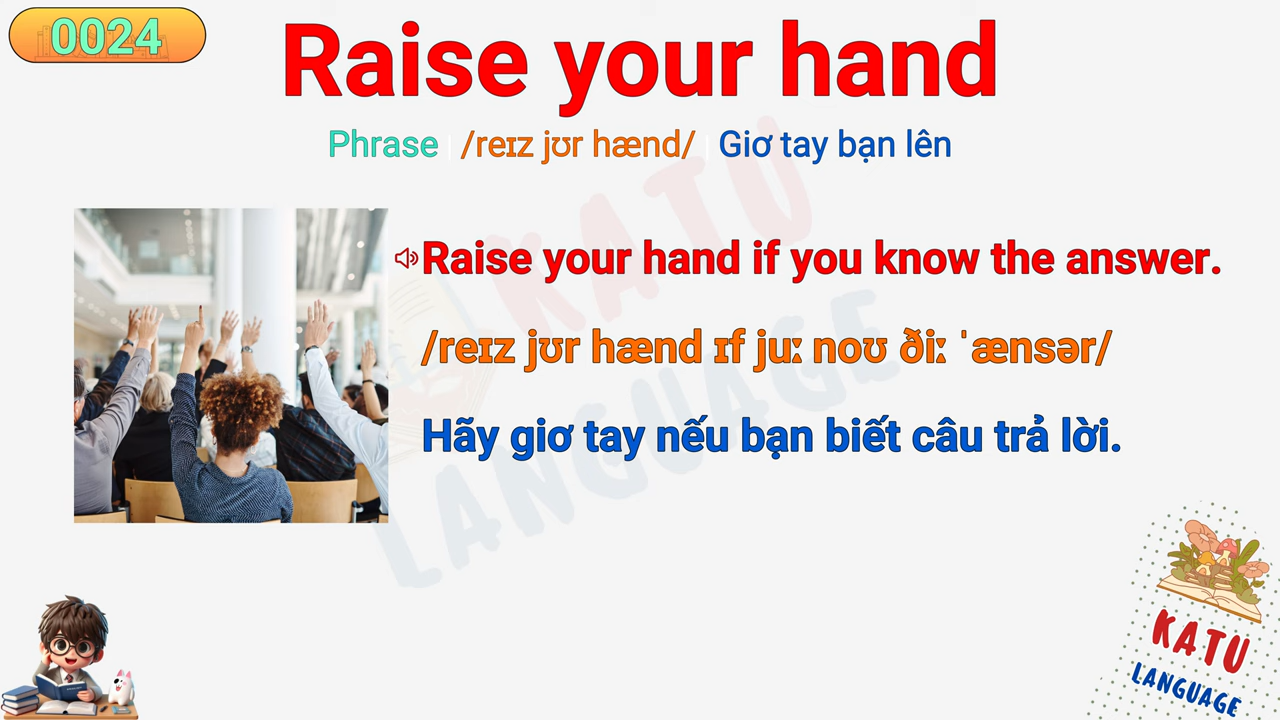 0024
Raise your hand
Phrase | /reɪz jʊr hænd/ | Giơ tay bạn lên
Raise your hand if you know the answer.
/reɪz jʊr hænd ɪf juː noʊ ðiː ˈænsər/
Hãy giơ tay nếu bạn biết câu trả lời.
KATU
LANGUAGE
KATU
LANGUAGE